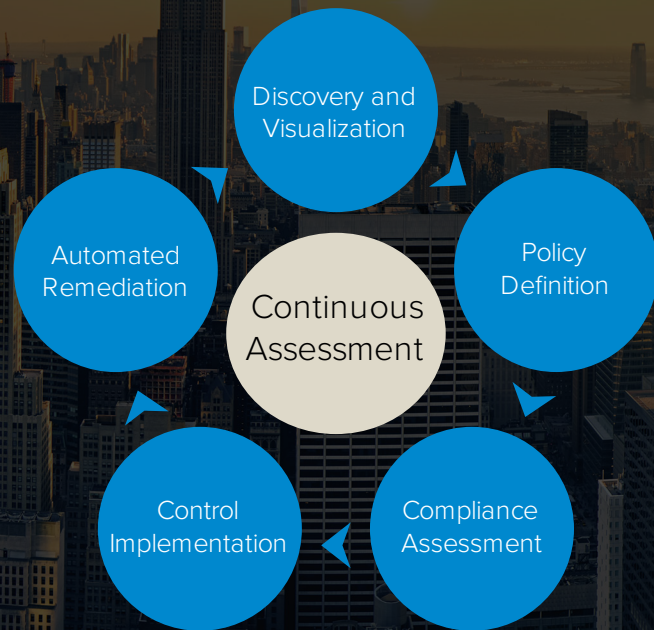 Discovery and
Visualization
Policy
Definition
Compliance
Assessment
Control
Implementation
Automated
Remediation
Continuous
Assessment